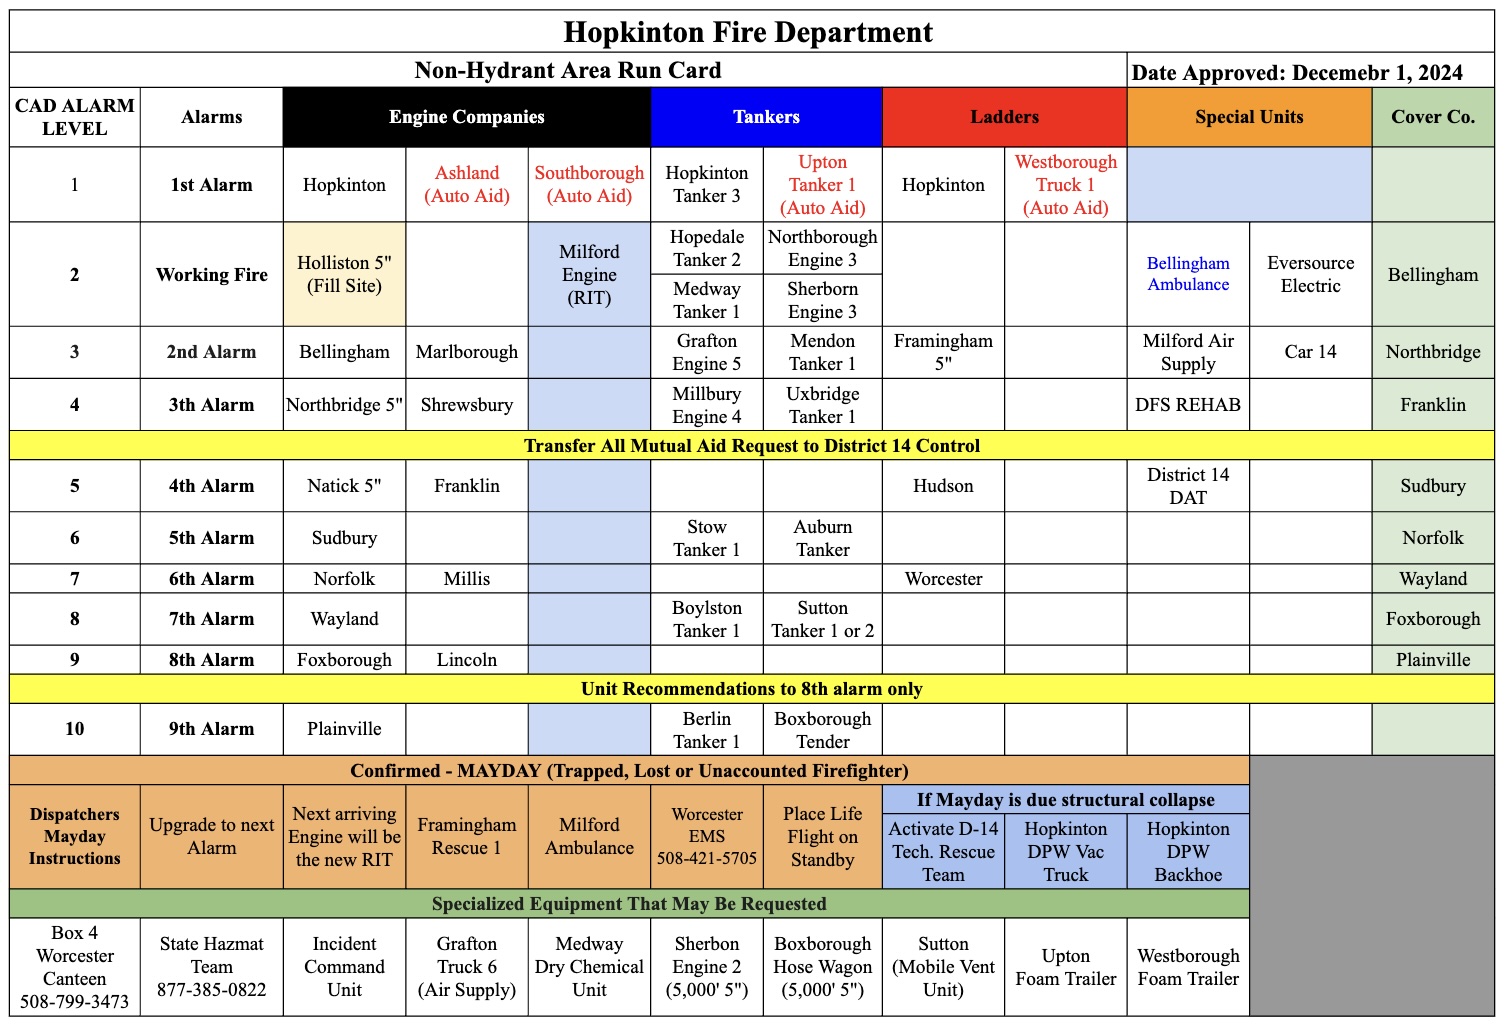 Hopkinton Fire Department
Non-Hydrant Area Run Card
Date Approved: Decemebr 1, 2024
CAD ALARM
LEVEL
Alarms
Engine Companies
Tankers
Ladders
Special Units
Cover Co.
1
1st Alarm
Hopkinton
Ashland
(Auto Aid)
Southborough
(Auto Aid)
Hopkinton
Tanker 3
Upton
Tanker 1
(Auto Aid)
Hopkinton
Westborough
Truck 1
(Auto Aid)
2
Working Fire
Holliston 5"
(Fill Site)
Milford
Engine
(RIT)
Hopedale
Tanker 2
Northborough
Engine 3
Medway
Tanker 1
Sherborn
Engine 3
Bellingham
Ambulance
Eversource
Electric
Bellingham
3
2nd Alarm
Bellingham
Marlborough
Grafton
Engine 5
Mendon
Tanker 1
Framingham
5"
Milford Air
Supply
Car 14
Northbridge
4
3th Alarm
Northbridge 5"
Shrewsbury
Millbury
Engine 4
Uxbridge
Tanker 1
DFS REHAB
Franklin
Transfer All Mutual Aid Request to District 14 Control
5
4th Alarm
Natick 5"
Franklin
Hudson
District 14
DAT
Sudbury
6
5th Alarm
Sudbury
Stow
Tanker 1
Auburn
Tanker
Norfolk
7
6th Alarm
Norfolk
Millis
Worcester
Wayland
8
7th Alarm
Wayland
Boylston
Tanker 1
Sutton
Tanker 1 or 2
Foxborough
9
8th Alarm
Foxborough
Lincoln
Plainville
Unit Recommendations to 8th alarm only
10
9th Alarm
Plainville
Berlin
Tanker 1
Boxborough
Tender
Confirmed - MAYDAY (Trapped, Lost or Unaccounted Firefighter)
Dispatchers
Mayday
Instructions
Upgrade to next
Alarm
Next arriving
Engine will be
the new RIT
Framingham
Rescue 1
Milford
Ambulance
Worcester
EMS
508-421-5705
Place Life
Flight on
Standby
If Mayday is due structural collapse
Activate D-14
Tech. Rescue
Team
Hopkinton
DPW Vac
Truck
Hopkinton
DPW
Backhoe
Specialized Equipment That May Be Requested
Box 4
Worcester
Canteen
508-799-3473
State Hazmat
Team
877-385-0822
Incident
Command
Unit
Grafton
Truck 6
(Air Supply)
Medway
Dry Chemical
Unit
Sherbon
Engine 2
(5,000' 5")
Boxborough
Hose Wagon
(5,000' 5")
Sutton
(Mobile Vent
Unit)
Upton
Foam Trailer
Westborough
Foam Trailer